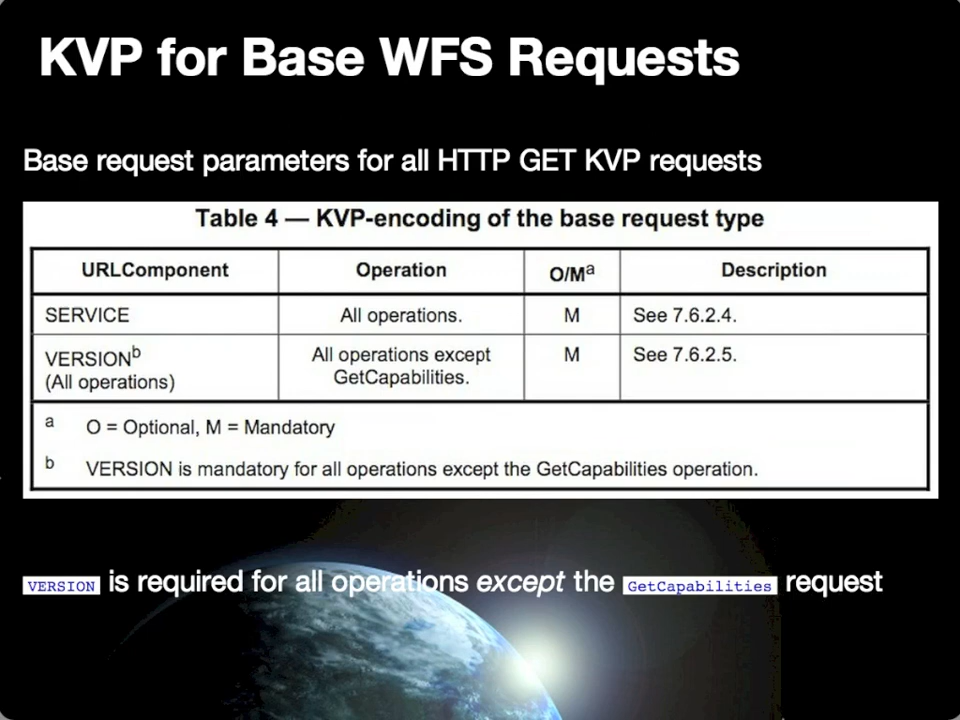 KVP for Base WFS Requests
Base request parameters for all HTTP GET KVP requests
Table 4 — KVP-encoding of the base request type
URLComponent Operation O/Ma Description
SERVICE All operations. M See 7.6.2.4.
VERSIONb (All operations) All operations except GetCapabilities. M See 7.6.2.5.
a O = Optional, M = Mandatory
b VERSION is mandatory for all operations except the GetCapabilities operation.
VERSION is required for all operations except the GetCapabilities request